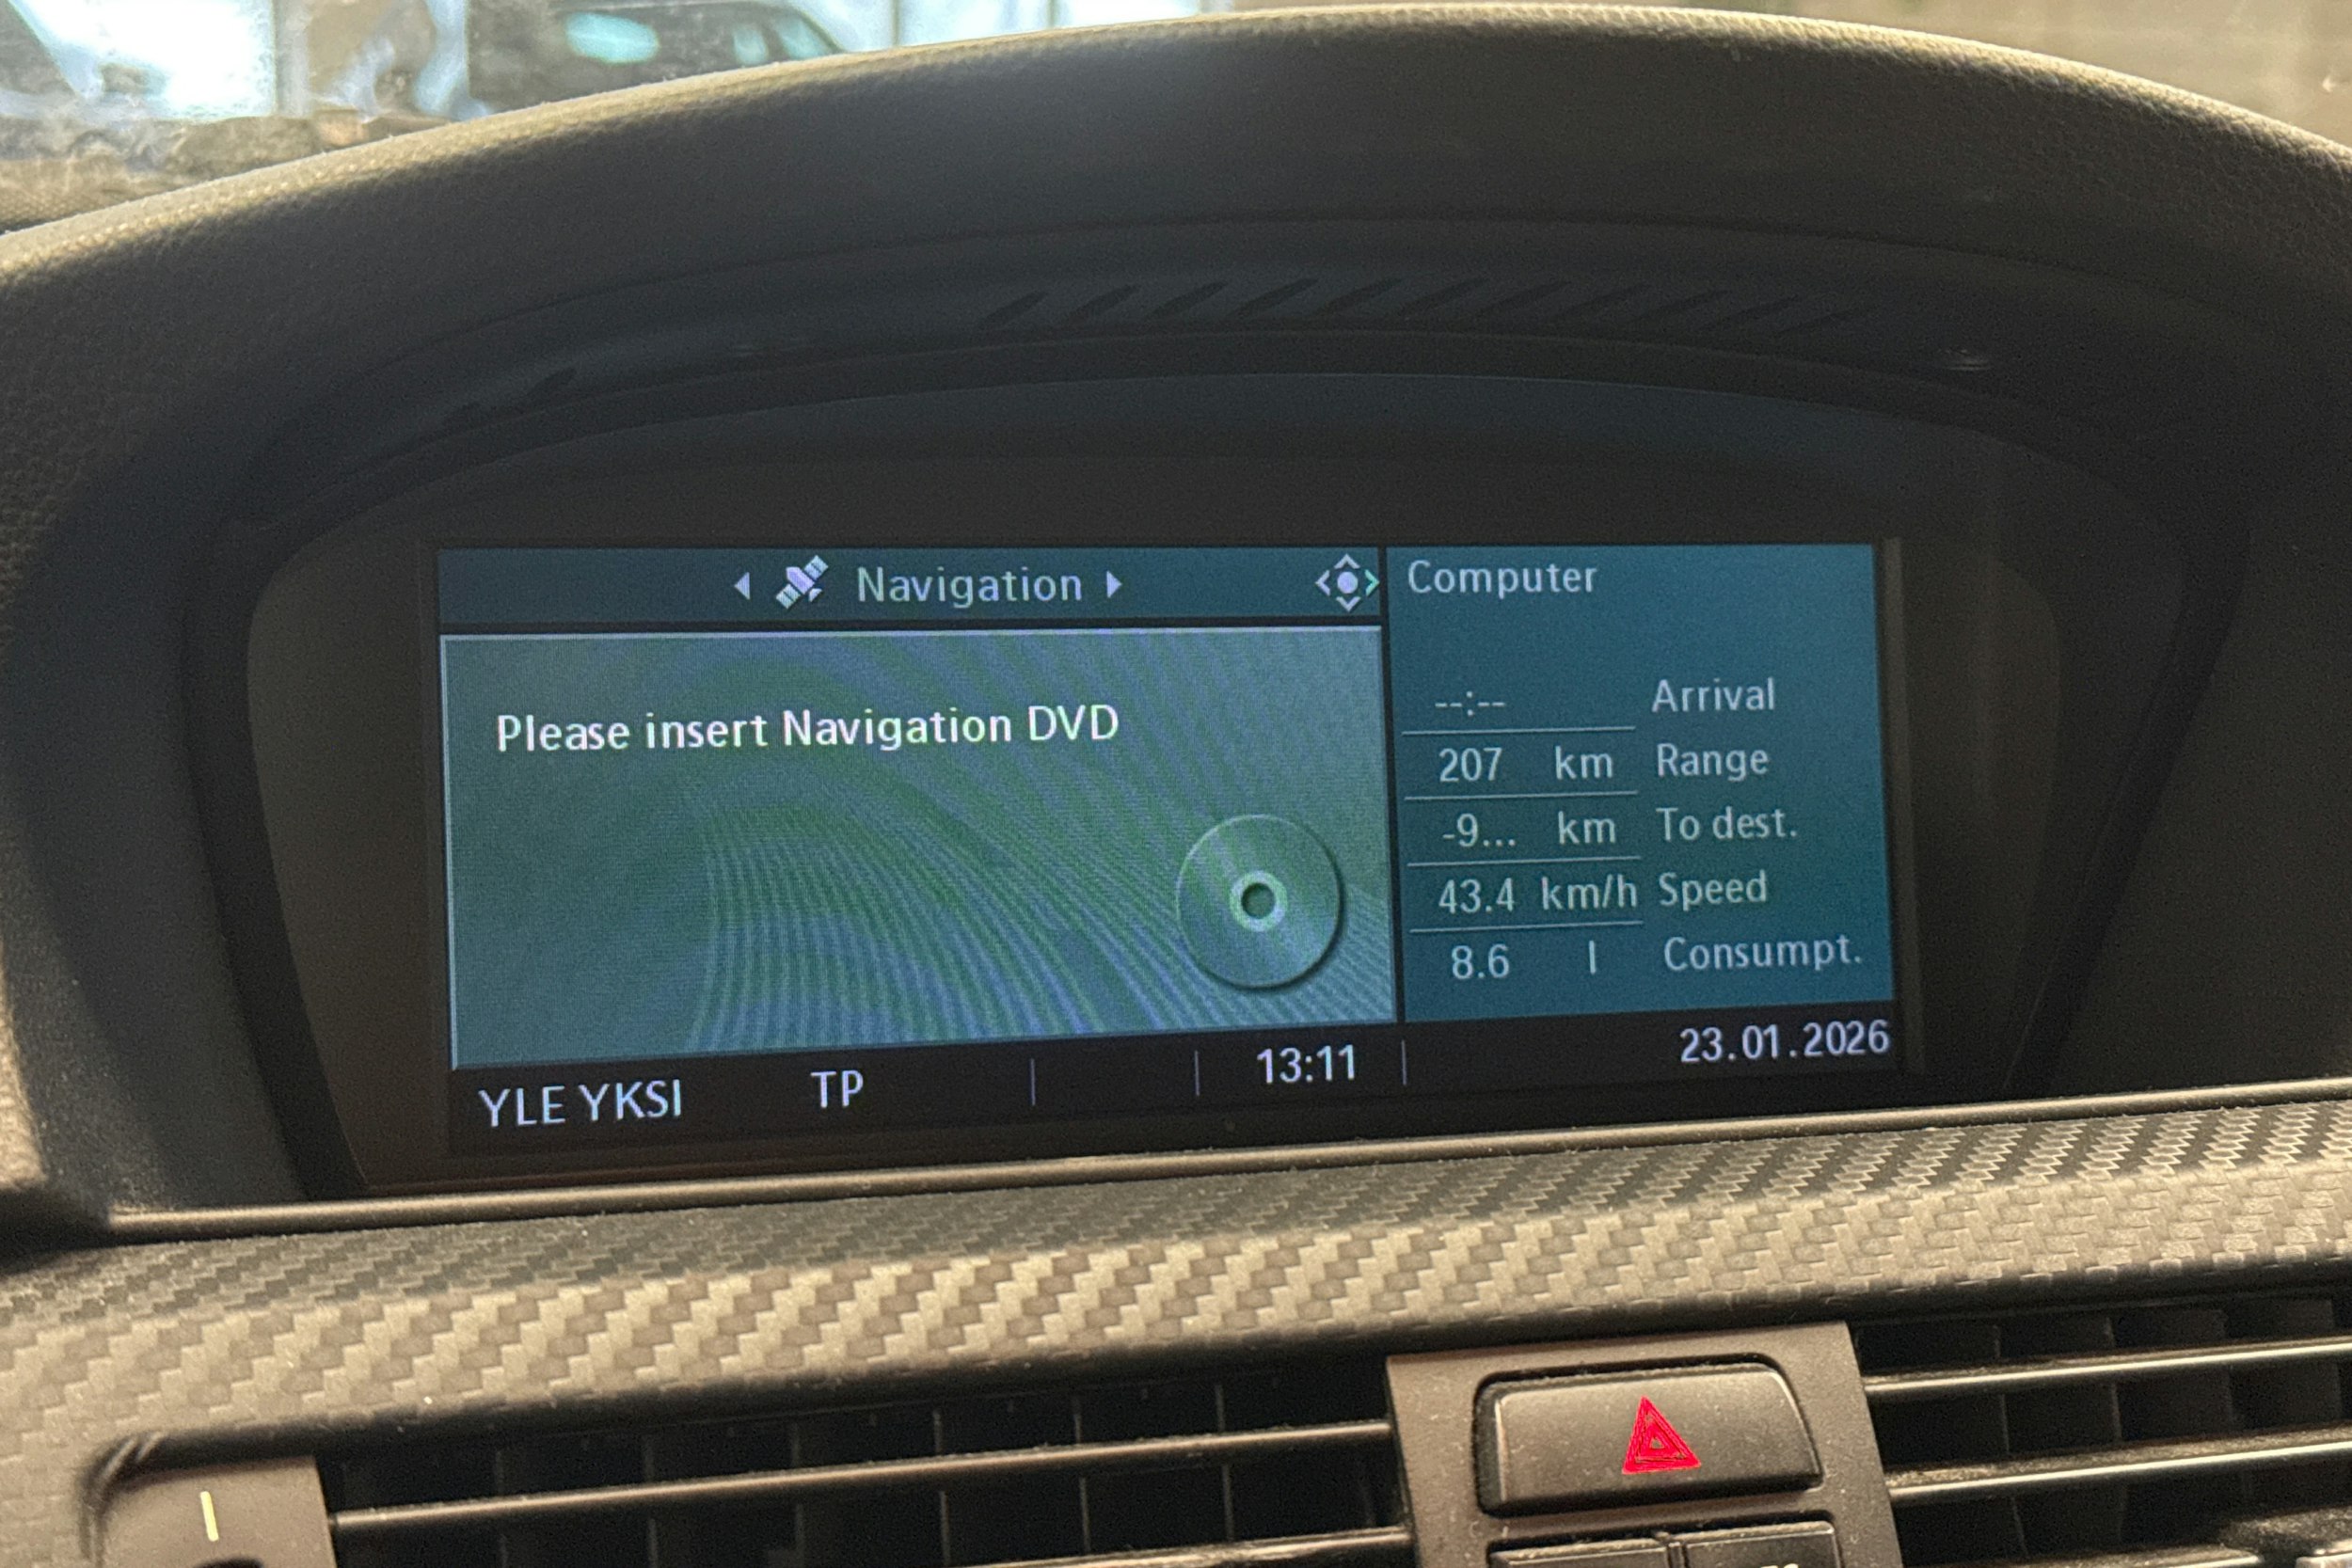 Navigation
Please insert Navigation DVD
Computer
--:-- Arrival
207 km Range
-9... km To dest.
43.4 km/h Speed
8.6 l Consumpt.
YLE YKSI TP 13:11 23.01.2026